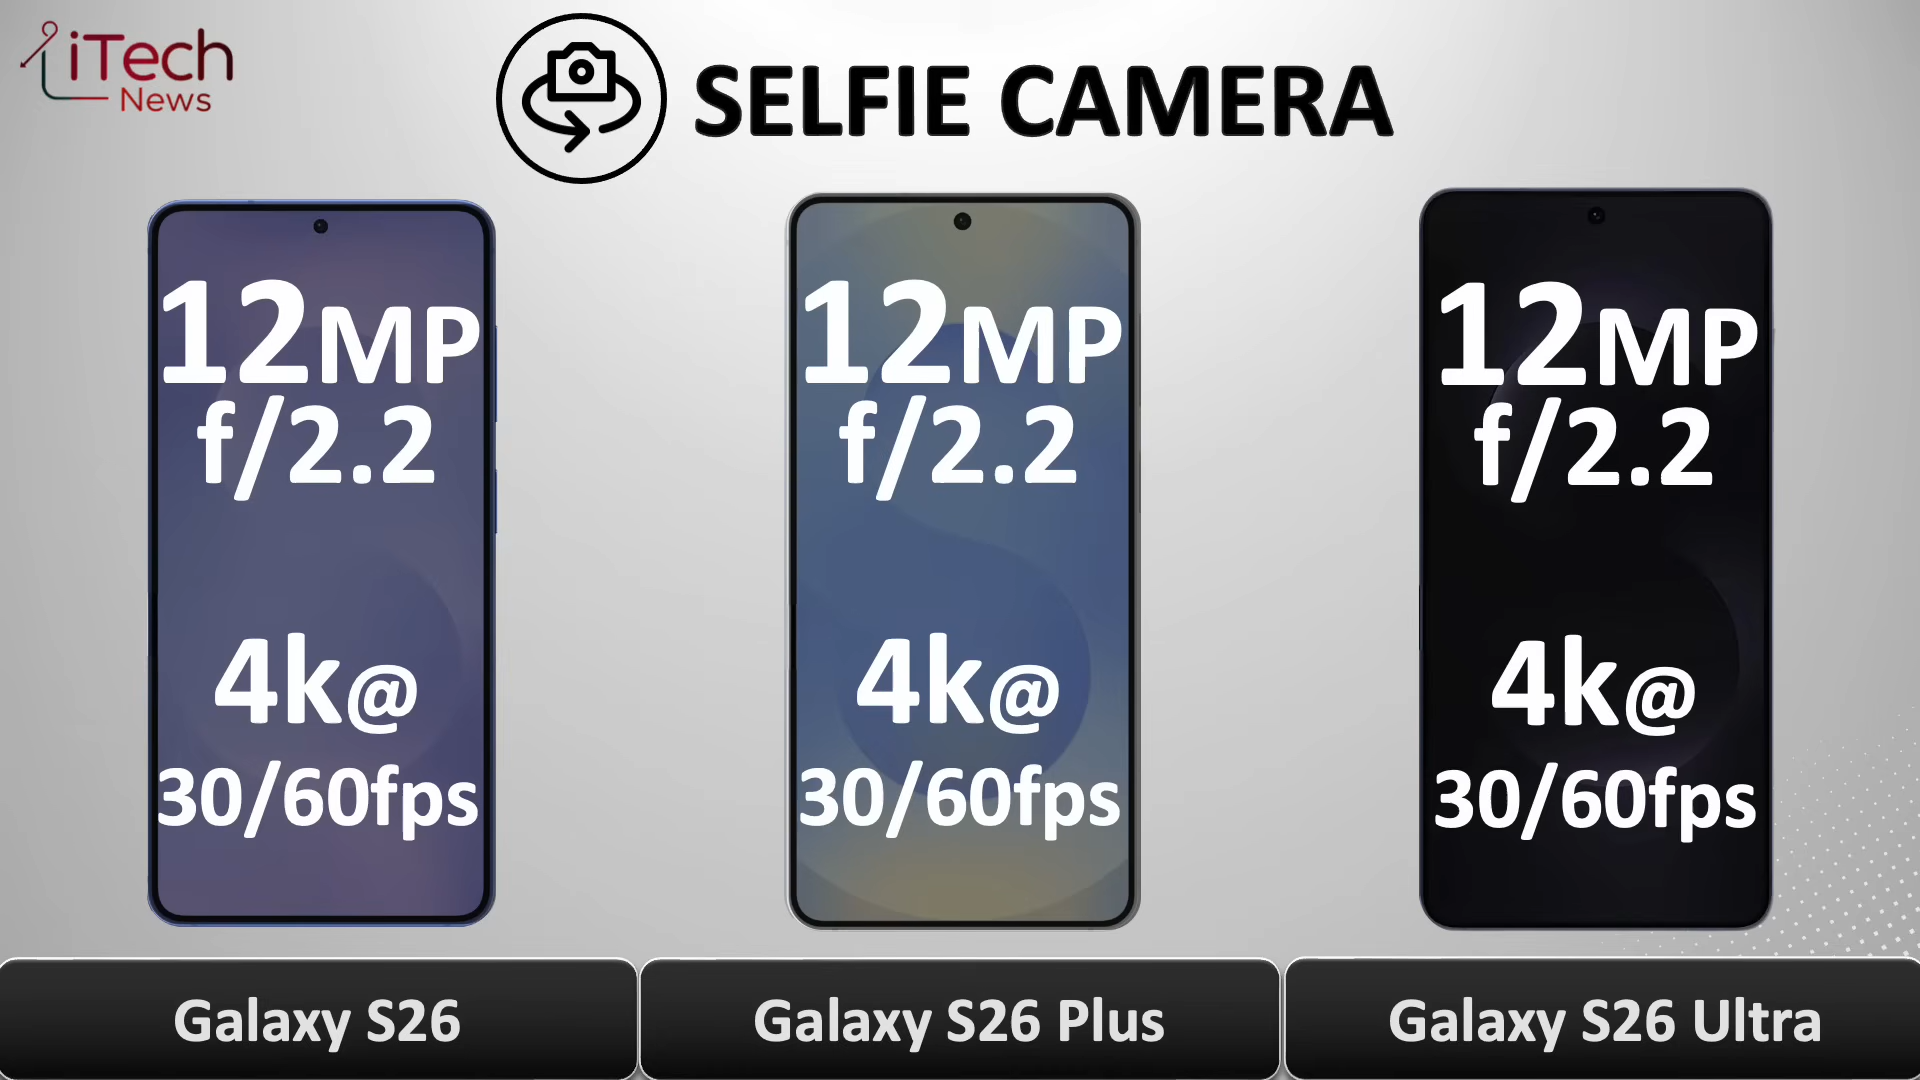 iTech
News
SELFIE CAMERA
12MP
f/2.2
4k@
30/60fps
12MP
f/2.2
4k@
30/60fps
12MP
f/2.2
4k@
30/60fps
Galaxy S26
Galaxy S26 Plus
Galaxy S26 Ultra